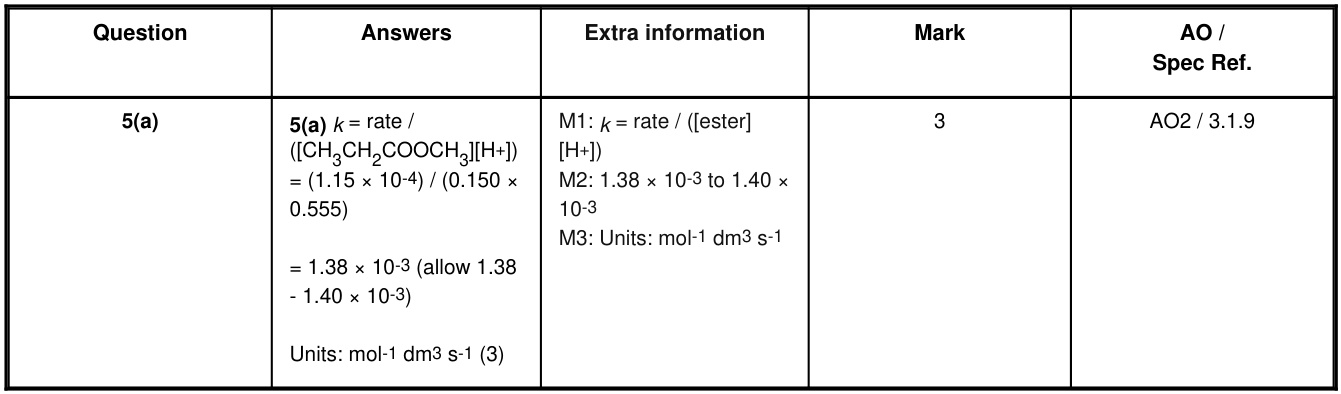 Question Answers Extra information Mark AO /
Spec Ref.
5(a) 5(a) k = rate / M1: k = rate / ([ester] 3 AO2 / 3.1.9
([CH3CH2COOCH3][H+]) [H+])
= (1.15 × 10-4) / (0.150 × M2: 1.38 × 10-3 to 1.40 ×
0.555) 10-3
M3: Units: mol-1 dm3 s-1
= 1.38 × 10-3 (allow 1.38
- 1.40 × 10-3)
Units: mol-1 dm3 s-1 (3)